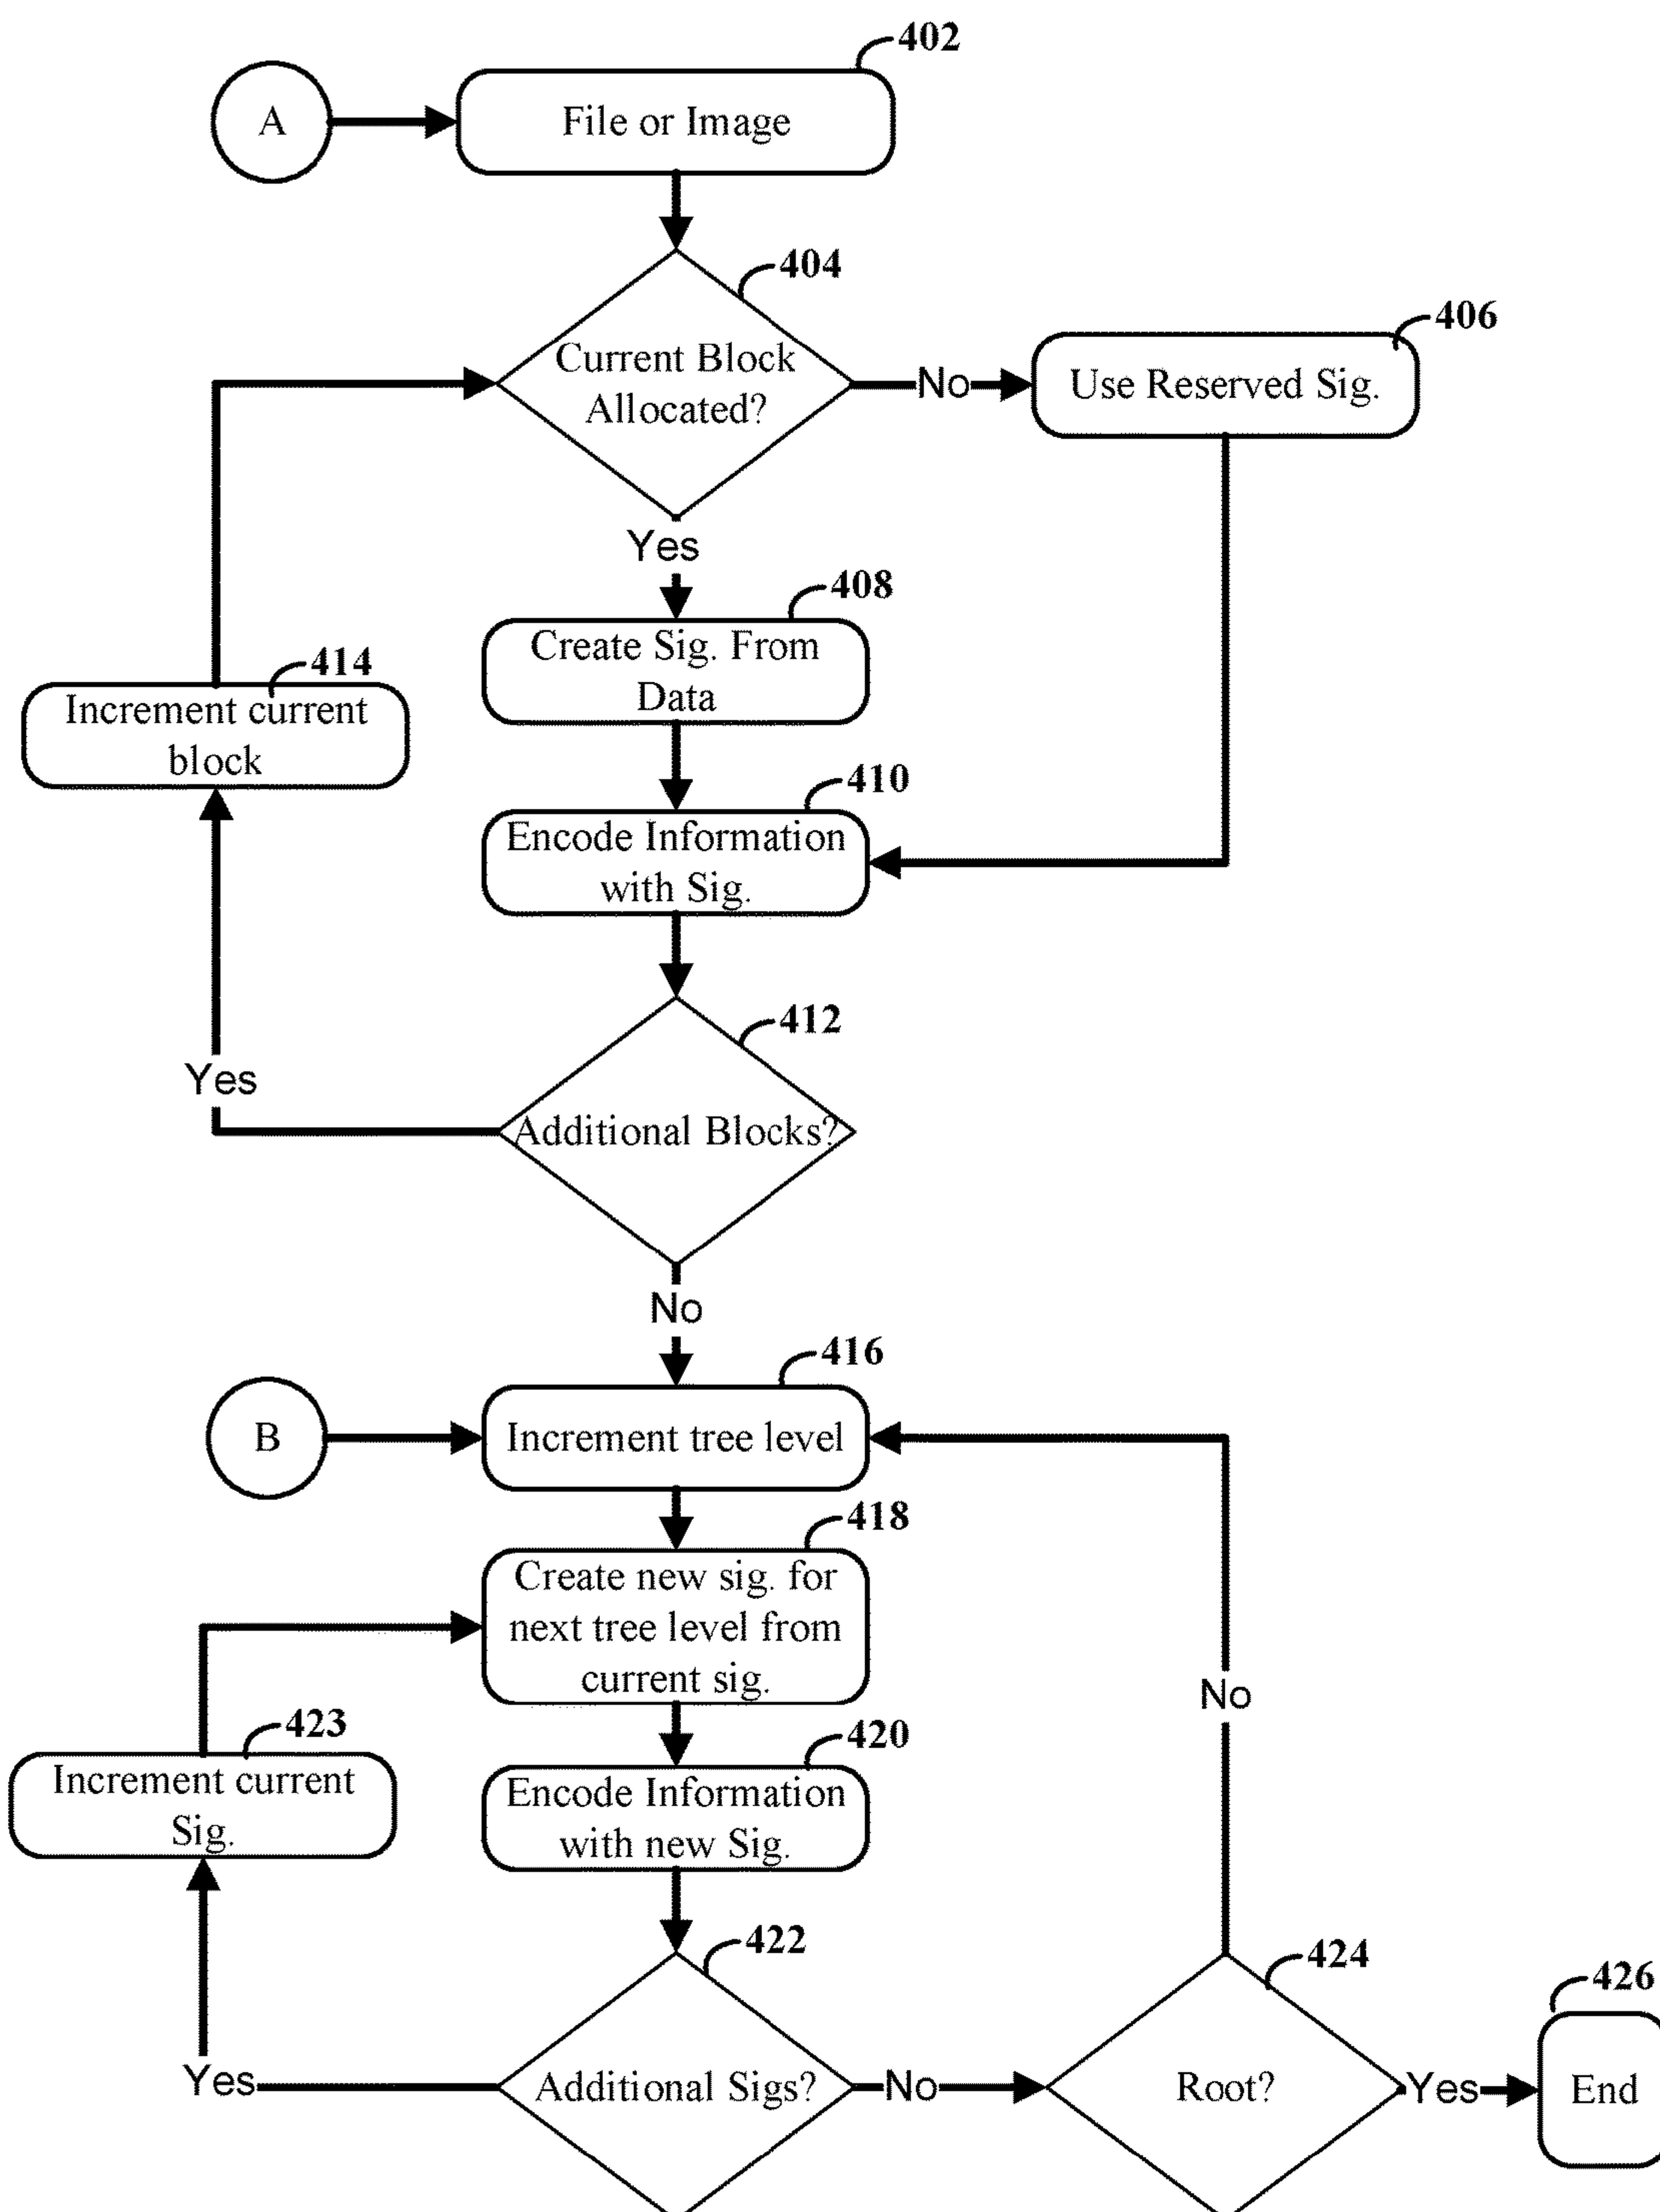 402
A
File or Image
404
Current Block
Allocated?
No
406
Use Reserved Sig.
Yes
408
Create Sig. From
Data
414
Increment current
block
410
Encode Information
with Sig.
412
Additional Blocks?
Yes
No
416
B
Increment tree level
418
Create new sig. for
next tree level from
current sig.
No
423
Increment current
Sig.
420
Encode Information
with new Sig.
422
Additional Sigs?
Yes
No
424
Root?
Yes
426
End